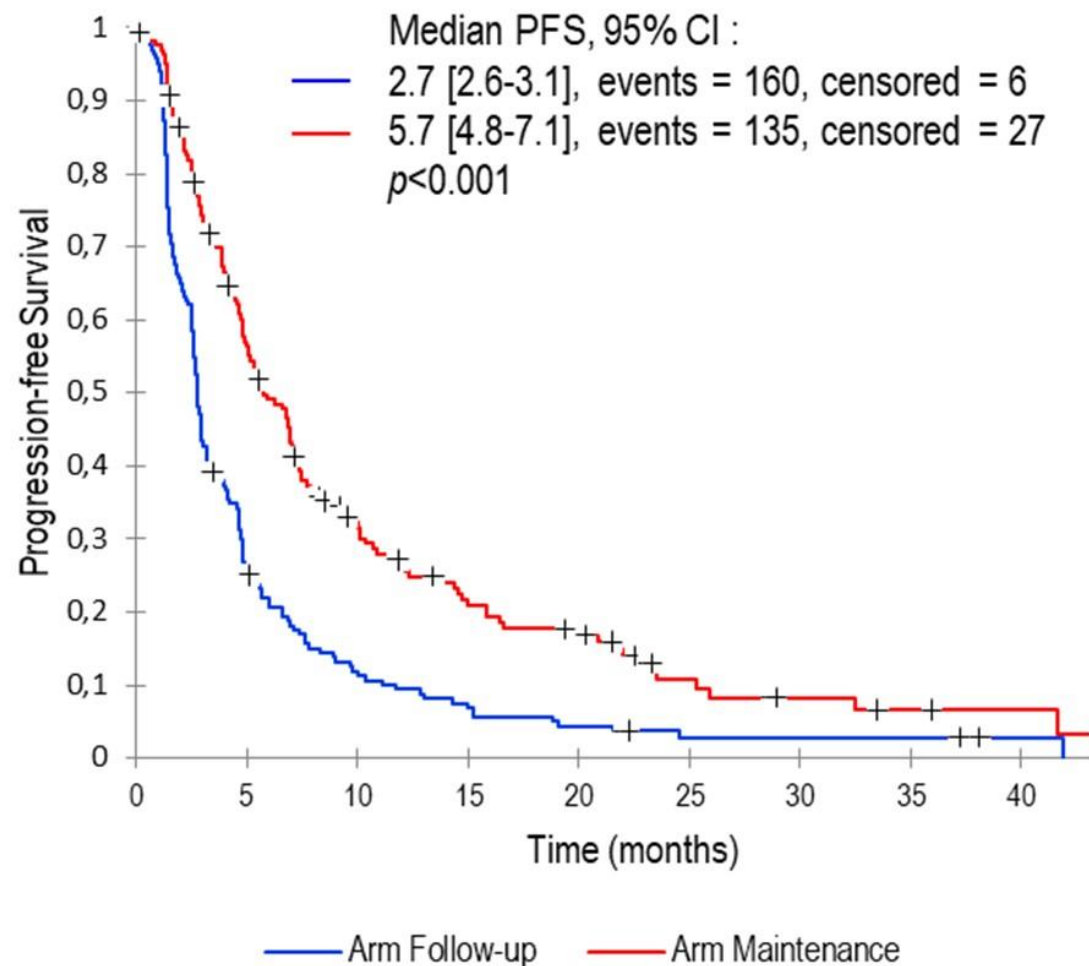 Median PFS, 95% CI :
2.7 [2.6-3.1], events = 160, censored = 6
5.7 [4.8-7.1], events = 135, censored = 27
p<0.001
Progression-free Survival
1
0,9
0,8
0,7
0,6
0,5
0,4
0,3
0,2
0,1
0
0 5 10 15 20 25 30 35 40
Time (months)
Arm Follow-up Arm Maintenance